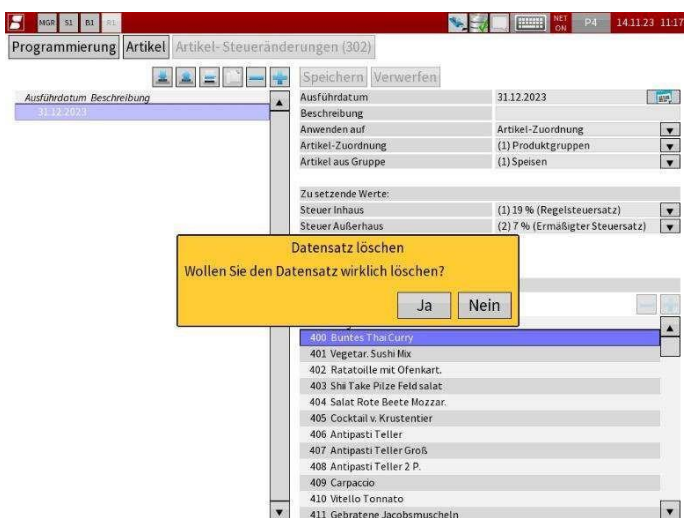 MGR S1 B1 R1 NET ON P4 14.11.23 11:17
Programmierung Artikel Artikel-Steueränderungen (302)
Speichern Verwerfen
Ausführdatum Beschreibung
31.12.2023
Ausführdatum 31.12.2023
Beschreibung
Anwenden auf Artikel-Zuordnung
Artikel-Zuordnung (1) Produktgruppen
Artikel aus Gruppe (1) Speisen
Zu setzende Werte:
Steuer Inhaus (1) 19 % (Regelsteuersatz)
Steuer Außerhaus (2) 7 % (Ermäßigter Steuersatz)
Datensatz löschen
Wollen Sie den Datensatz wirklich löschen?
Ja Nein
400 Buntes Thai Curry
401 Vegetar. Sushi Mix
402 Ratatoille mit Ofenkart.
403 Shii Take Pilze Feldsalat
404 Salat Rote Beete Mozzar.
405 Cocktail v. Krustentier
406 Antipasti Teller
407 Antipasti Teller Groß
408 Antipasti Teller 2 P.
409 Carpaccio
410 Vitello Tonnato
411 Gebratene Jacobsmuscheln